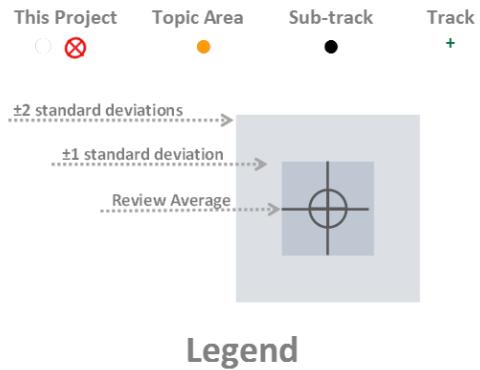 This Project Topic Area Sub-track Track
±2 standard deviations
±1 standard deviation
Review Average
Legend